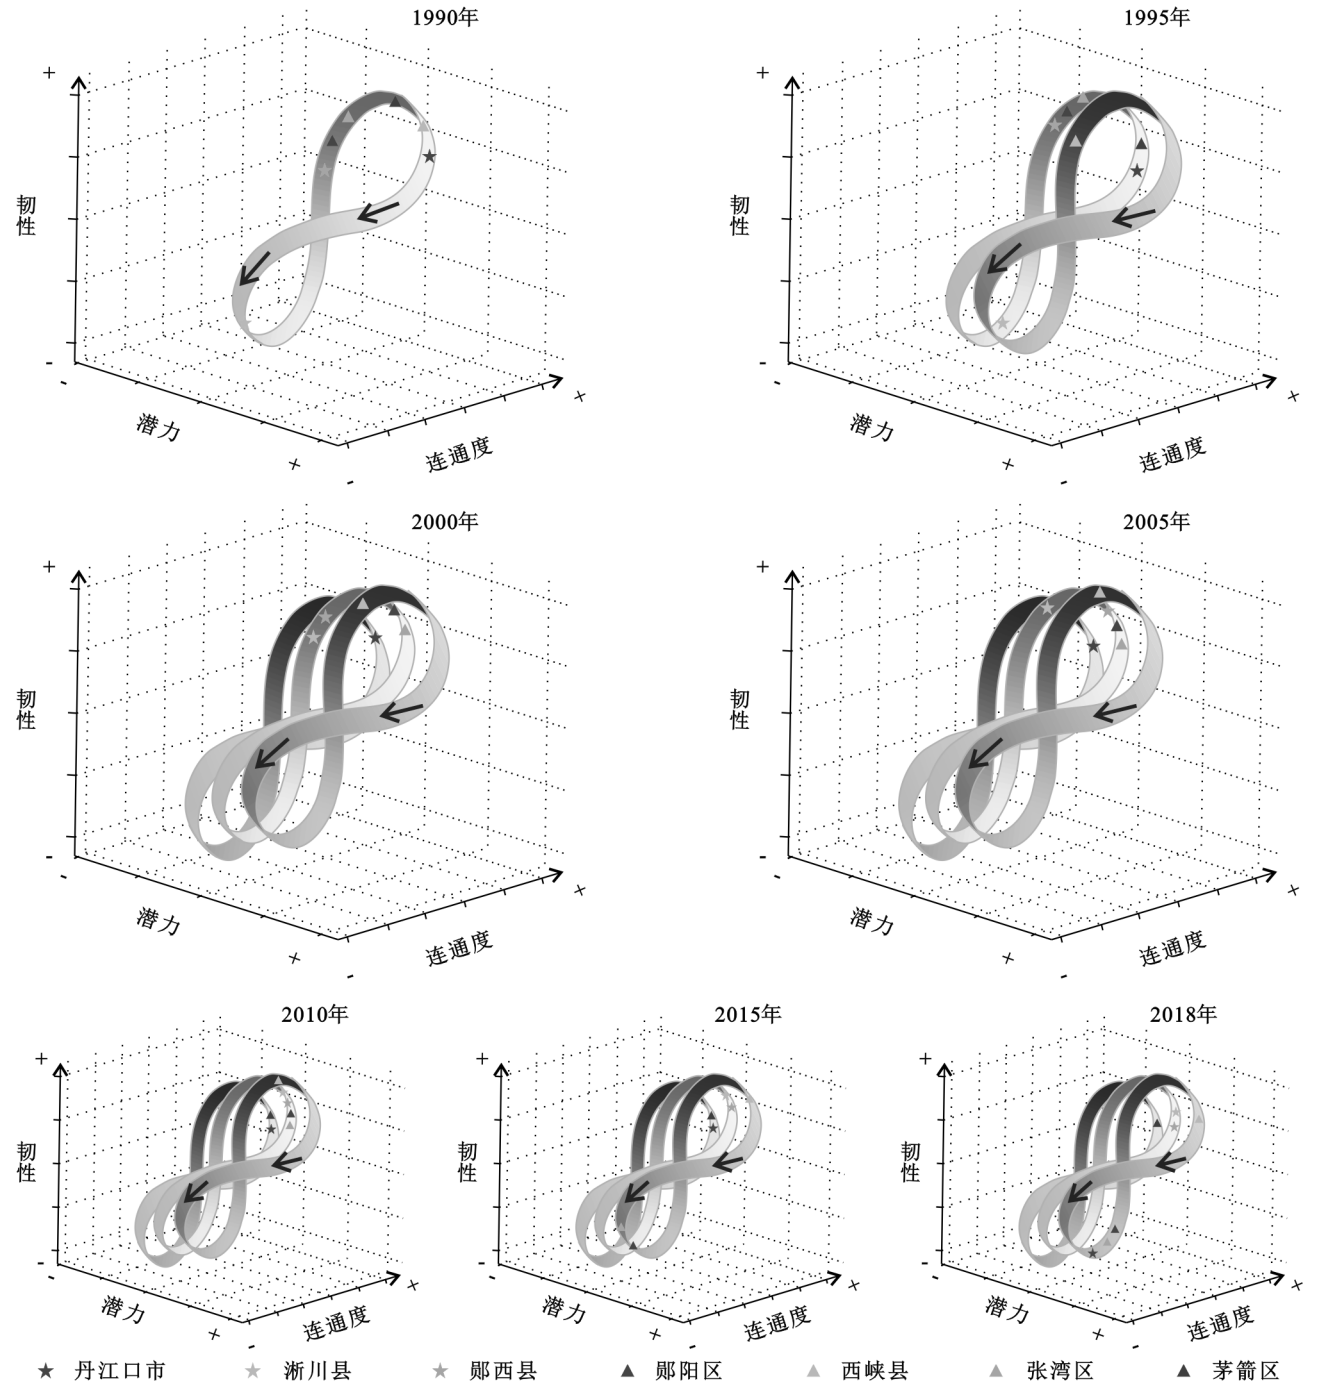 1990年
1995年
+
+
韧性
韧性
-
-
-
-
潜力
+
-
连通度
+
潜力
+
-
连通度
+
2000年
2005年
+
+
韧性
韧性
-
-
-
-
潜力
+
-
连通度
+
潜力
+
-
连通度
+
2010年
2015年
2018年
+
+
+
韧性
韧性
韧性
-
-
-
-
-
-
潜力
+
-
连通度
+
潜力
+
-
连通度
+
潜力
+
-
连通度
+
丹江口市 淅川县 郧西县 郧阳区 西峡县 张湾区 茅箭区